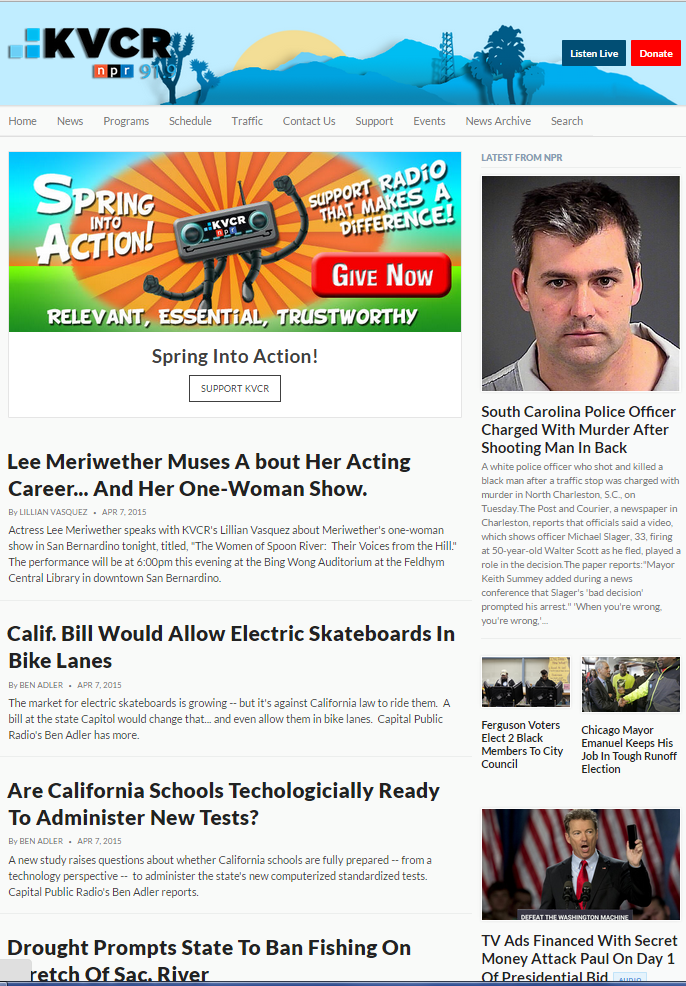 KVCR
npr 91.9
Listen Live
Donate
Home News Programs Schedule Traffic Contact Us Support Events News Archive Search
SPRING
INTO
ACTION!
KVCR
npr
SUPPORT RADIO
THAT MAKES A
DIFFERENCE!
GIVE NOW
RELEVANT, ESSENTIAL, TRUSTWORTHY
Spring Into Action!
SUPPORT KVCR
Lee Meriwether Muses A bout Her Acting
Career... And Her One-Woman Show.
By LILLIAN VASQUEZ • APR 7, 2015
Actress Lee Meriwether speaks with KVCR's Lillian Vasquez about Meriwether's one-woman
show in San Bernardino tonight, titled, "The Women of Spoon River:  Their Voices from the Hill."
The performance will be at 6:00pm this evening at the Bing Wong Auditorium at the Feldhym
Central Library in downtown San Bernardino.
Calif. Bill Would Allow Electric Skateboards In
Bike Lanes
By BEN ADLER • APR 7, 2015
The market for electric skateboards is growing -- but it's against California law to ride them.  A
bill at the state Capitol would change that... and even allow them in bike lanes.  Capital Public
Radio's Ben Adler has more.
Are California Schools Techologicially Ready
To Administer New Tests?
By BEN ADLER • APR 7, 2015
A new study raises questions about whether California schools are fully prepared -- from a
technology perspective --  to administer the state's new computerized standardized tests.
Capital Public Radio's Ben Adler reports.
Drought Prompts State To Ban Fishing On
retch Of Sac. River
LATEST FROM NPR
South Carolina Police Officer
Charged With Murder After
Shooting Man In Back
A white police officer who shot and killed a
black man after a traffic stop was charged with
murder in North Charleston, S.C., on
Tuesday.The Post and Courier, a newspaper in
Charleston, reports that officials said a video,
which shows officer Michael Slager, 33, firing
at 50-year-old Walter Scott as he fled, played a
role in the decision.The paper reports:"Mayor
Keith Summey added during a news
conference that Slager's 'bad decision'
prompted his arrest." 'When you're wrong,
you're wrong,'...
Ferguson Voters
Elect 2 Black
Members To City
Council
Chicago Mayor
Emanuel Keeps His
Job In Tough Runoff
Election
DEFEAT THE WASHINGTON MACHINE
TV Ads Financed With Secret
Money Attack Paul On Day 1
Of Presidential Bid AUDIO